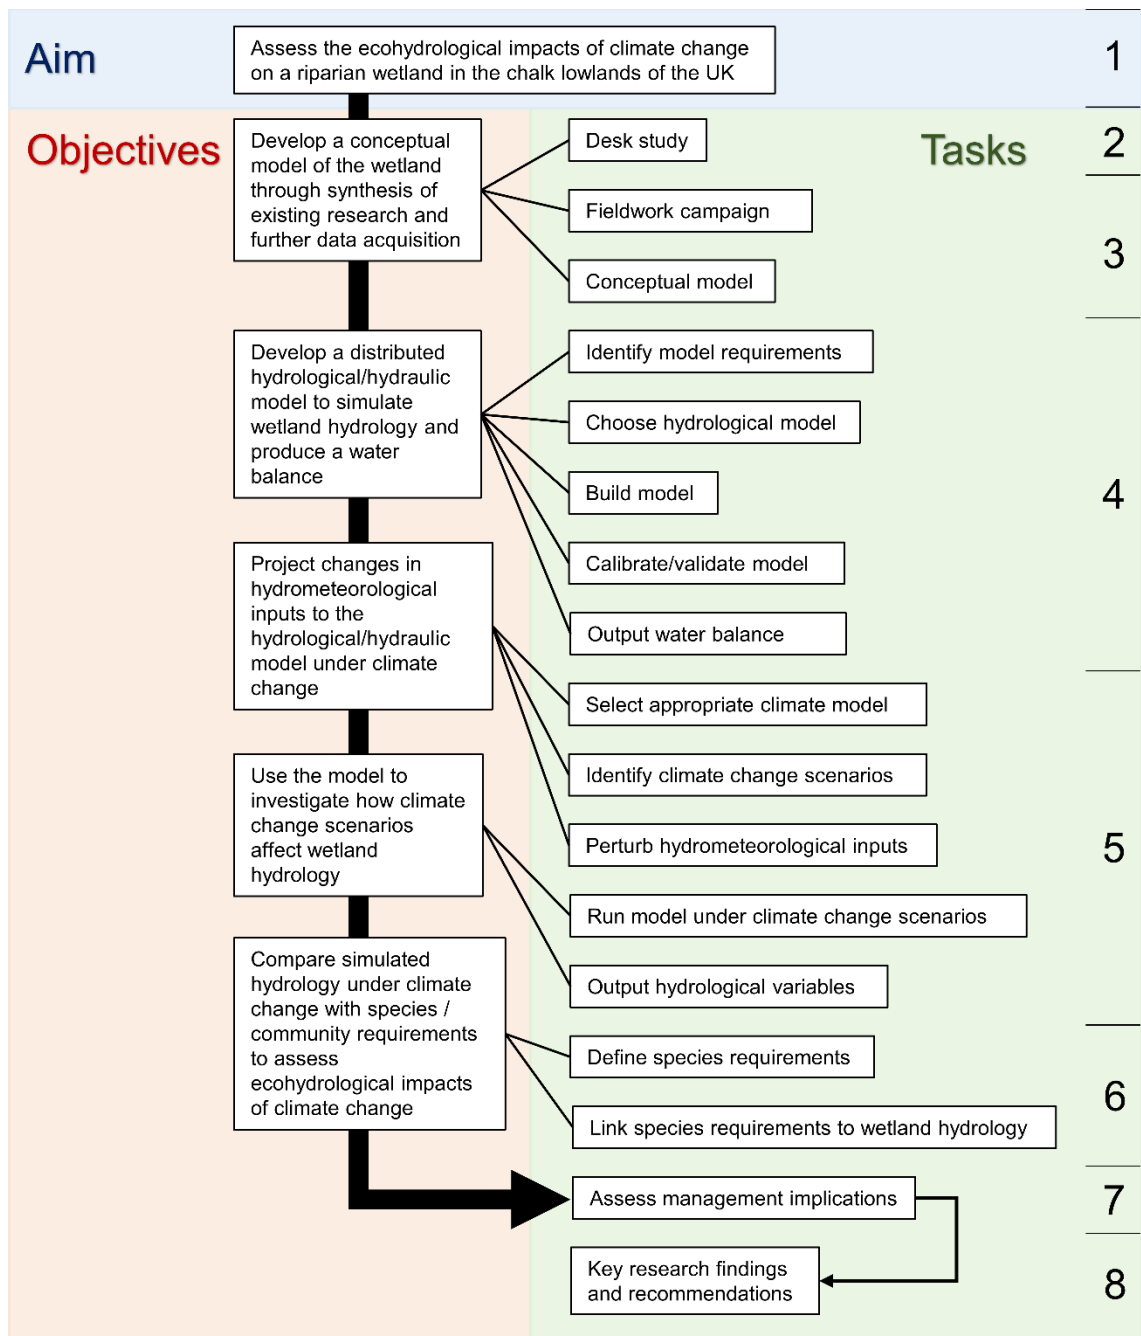 Aim
Assess the ecohydrological impacts of climate change
on a riparian wetland in the chalk lowlands of the UK
1
Objectives
Develop a conceptual
model of the wetland
through synthesis of
existing research and
further data acquisition
Tasks
Desk study
2
Fieldwork campaign
Conceptual model
3
Develop a distributed
hydrological/hydraulic
model to simulate
wetland hydrology and
produce a water
balance
Identify model requirements
Choose hydrological model
Build model
Calibrate/validate model
Output water balance
4
Project changes in
hydrometeorological
inputs to the
hydrological/hydraulic
model under climate
change
Select appropriate climate model
Identify climate change scenarios
Perturb hydrometeorological inputs
5
Use the model to
investigate how climate
change scenarios
affect wetland
hydrology
Run model under climate change scenarios
Output hydrological variables
Compare simulated
hydrology under climate
change with species /
community requirements
to assess
ecohydrological impacts
of climate change
Define species requirements
Link species requirements to wetland hydrology
6
Assess management implications
7
Key research findings
and recommendations
8